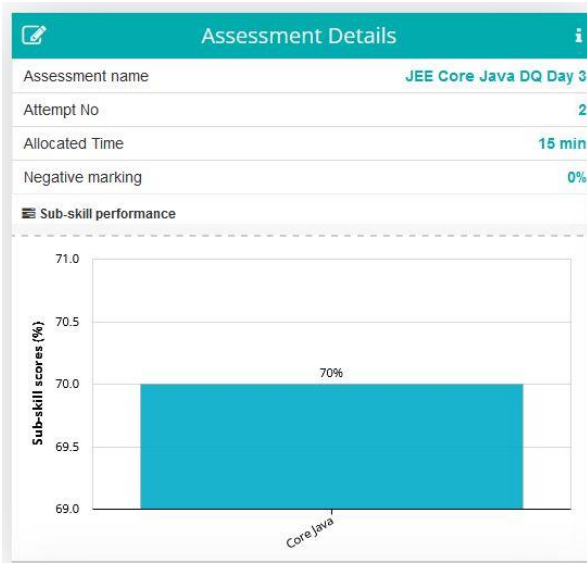 Assessment Details
Assessment name JEE Core Java DQ Day 3
Attempt No 2
Allocated Time 15 min
Negative marking 0%
Sub-skill performance
71.0
70.5
70.0
69.5
69.0
Sub-skill scores (%)
70%
Core Java